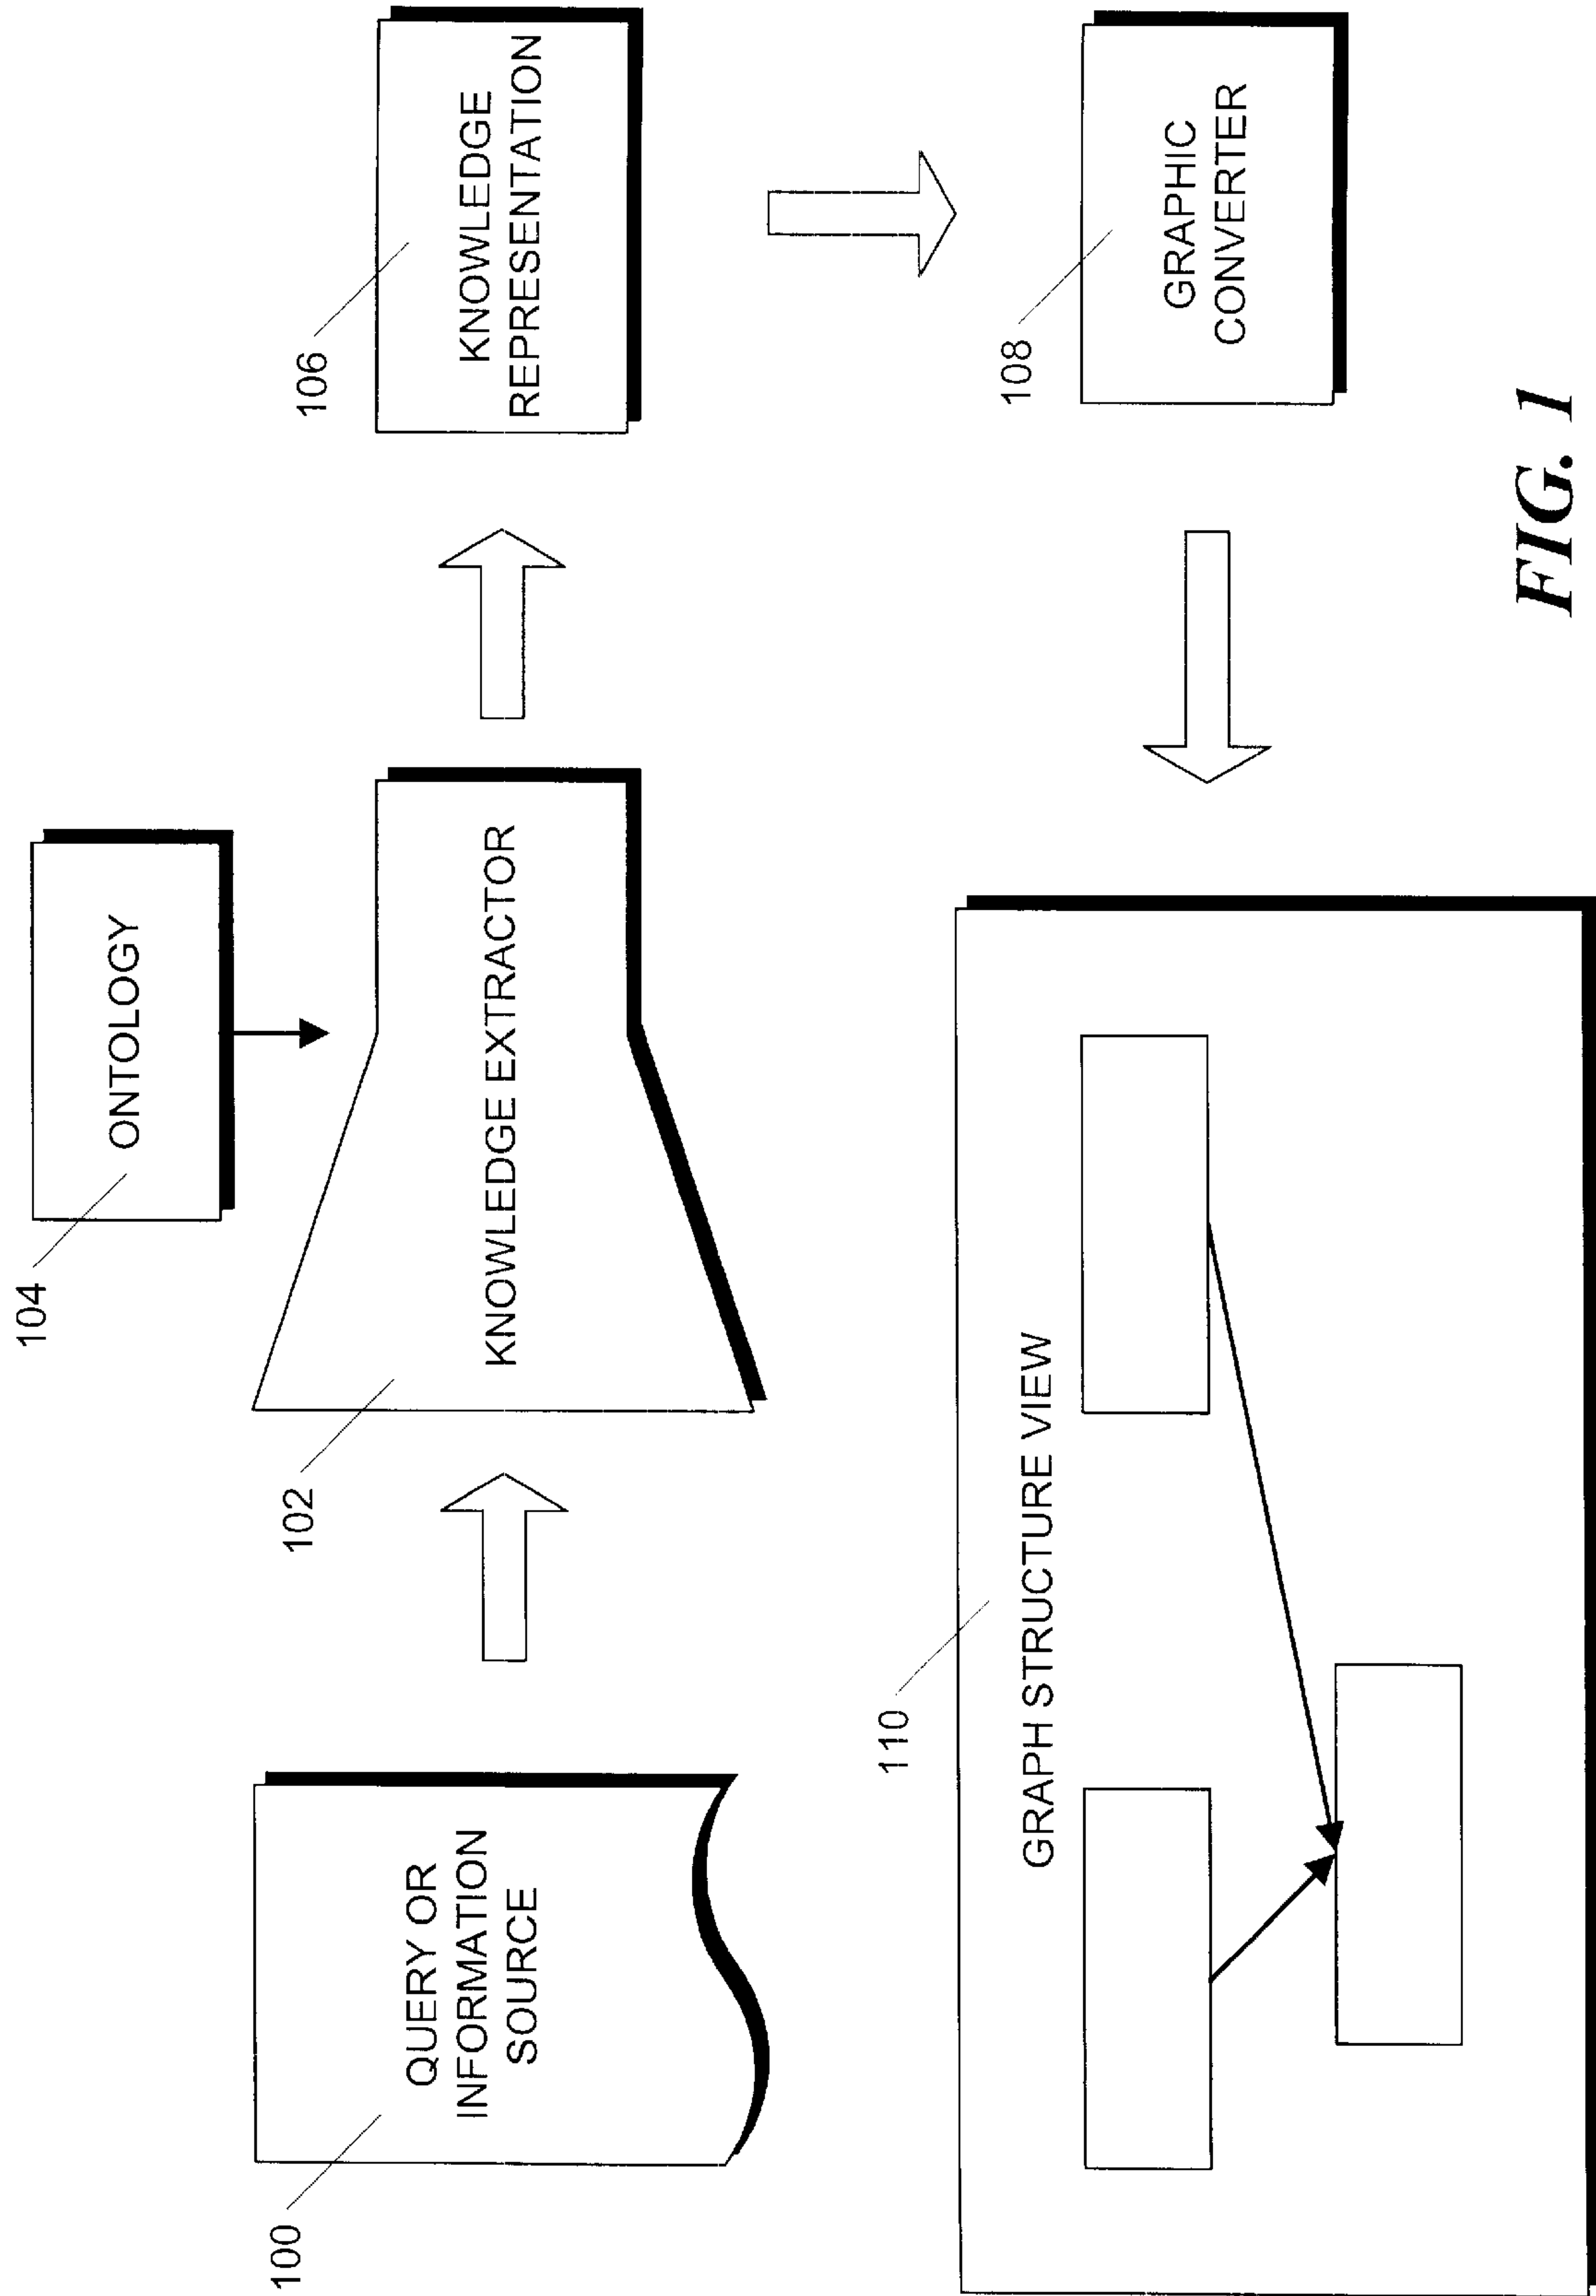 104
ONTOLOGY
100
QUERY OR
INFORMATION
SOURCE
102
KNOWLEDGE EXTRACTOR
106
KNOWLEDGE
REPRESENTATION
110
GRAPH STRUCTURE VIEW
108
GRAPHIC
CONVERTER
FIG. 1